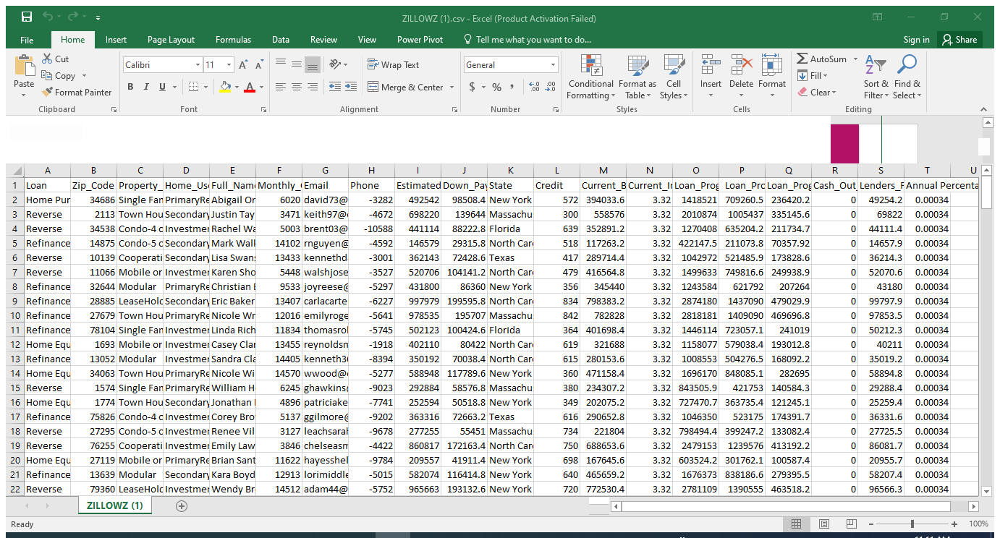 ZILLOWZ (1).csv - Excel (Product Activation Failed)
File Home Insert Page Layout Formulas Data Review View Power Pivot Tell me what you want to do... Sign in Share
Paste Cut Copy Format Painter
Calibri 11 B I U
Wrap Text Merge & Center
General $ % , .00
Conditional Formatting Format as Table Cell Styles
Insert Delete Format
AutoSum Fill Clear Sort & Filter Find & Select
Clipboard Font Alignment Number Styles Cells Editing
A B C D E F G H I J K L M N O P Q R S T U
1 Loan Zip_Code Property_ Home_Use Full_Name Monthly_ Email Phone Estimated Down_Pay State Credit Current_B Current_In Loan_Prog Loan_Pro Loan_Prog Cash_Out_ Lenders_F Annual Percenta
2 Home Pur 34686 Single Fan PrimaryRe Abigail Or 6020 david73@ -3282 492542 98508.4 New York 572 394033.6 3.32 1418521 709260.5 236420.2 0 49254.2 0.00034
3 Reverse 2113 Town Hou Secondary Justin Tay 3471 keith97@ -4672 698220 139644 Massachu 300 558576 3.32 2010874 1005437 335145.6 0 69822 0.00034
4 Reverse 34538 Condo-4 c Investmer Rachel Wa 5003 brent03@ -10588 441114 88222.8 Florida 639 352891.2 3.32 1270408 635204.2 211734.7 0 44111.4 0.00034
5 Refinance 14875 Condo-5 c Secondary Mark Walk 14102 rnguyen@ -4592 146579 29315.8 North Car 518 117263.2 3.32 422147.5 211073.8 70357.92 0 14657.9 0.00034
6 Reverse 10139 Cooperati Secondary Lisa Swans 13433 kennethd -3001 362143 72428.6 Texas 417 289714.4 3.32 1042972 521485.9 173828.6 0 36214.3 0.00034
7 Reverse 11066 Mobile or Investmer Karen Sho 5448 walshjose -3527 520706 104141.2 North Car 479 416564.8 3.32 1499633 749816.6 249938.9 0 52070.6 0.00034
8 Refinance 32644 Modular PrimaryRe Christian 9533 joyreese@ -5297 431800 86360 New York 356 345440 3.32 1243584 621792 207264 0 43180 0.00034
9 Refinance 28885 LeaseHold Secondary Eric Baker 13407 carlacarte -6227 997979 199595.8 North Car 834 798383.2 3.32 2874180 1437090 479029.9 0 99797.9 0.00034
10 Refinance 27679 Town Hou PrimaryRe Nicole Wr 12016 emilyroge -5641 978535 195707 Massachu 842 782828 3.32 2818181 1409090 469696.8 0 97853.5 0.00034
11 Refinance 78104 Single Fan Investmer Linda Rich 11834 thomasrol -5745 502123 100424.6 Florida 364 401698.4 3.32 1446114 723057.1 241019 0 50212.3 0.00034
12 Home Equ 1693 Mobile or Investmer Casey Clar 13455 reynoldsn -1918 402110 80422 North Car 619 321688 3.32 1158077 579038.4 193012.8 0 40211 0.00034
13 Refinance 13052 Modular Investmer Sandra Cla 14405 kenneth3 -8394 350192 70038.4 North Car 615 280153.6 3.32 1008553 504276.5 168092.2 0 35019.2 0.00034
14 Home Equ 34063 Town Hou PrimaryRe Nicole Wi 14570 wwood@ -5277 588948 117789.6 New York 360 471158.4 3.32 1696170 848085.1 282695 0 58894.8 0.00034
15 Reverse 1574 Single Fan PrimaryRe William H 6245 ghawkins -9023 292884 58576.8 Massachu 380 234307.2 3.32 843505.9 421753 140584.3 0 29288.4 0.00034
16 Home Equ 1774 Town Hou Secondary Jonathan 4896 patriciake -7741 252594 50518.8 New York 349 202075.2 3.32 727470.7 363735.4 121245.1 0 25259.4 0.00034
17 Refinance 75826 Condo-4 c Investmer Corey Bro 5137 ggilmore@ -9202 363316 72663.2 Texas 616 290652.8 3.32 1046350 523175 174391.7 0 36331.6 0.00034
18 Reverse 27295 Condo-5 c Investmer Renee Vil 3127 leachsaral -9678 277255 55451 Massachu 734 221804 3.32 798494.4 399247.2 133082.4 0 27725.5 0.00034
19 Reverse 76255 Cooperati Investmer Emily Law 3846 chelseasm -4422 860817 172163.4 North Car 750 688653.6 3.32 2479153 1239576 413192.2 0 86081.7 0.00034
20 Home Equ 27119 Mobile or PrimaryRe Brian Sant 11622 hayesshel -9784 209557 41911.4 New York 698 167645.6 3.32 603524.2 301762.1 100587.4 0 20955.7 0.00034
21 Refinance 13639 Modular Secondary Kara Boyd 12913 lorimiddle -5015 582074 116414.8 New York 640 465659.2 3.32 1676373 838186.6 279395.5 0 58207.4 0.00034
22 Reverse 79360 LeaseHold Investmer Wendy Br 14512 adam44@ -5752 965663 193132.6 New York 720 772530.4 3.32 2781109 1390555 463518.2 0 96566.3 0.00034
ZILLOWZ (1)
Ready 100%